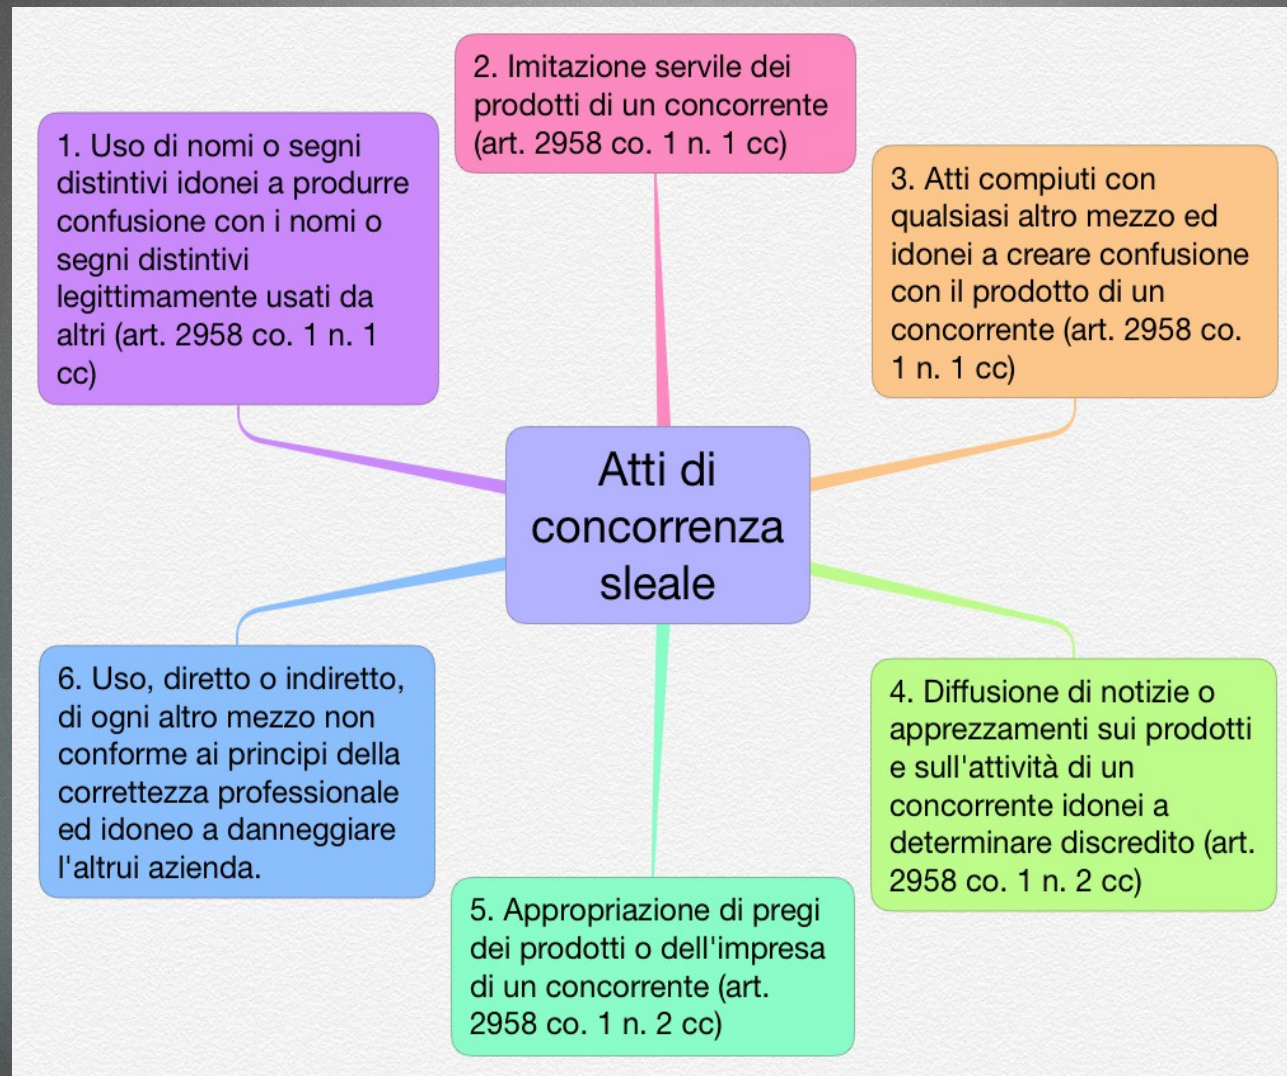 1. Uso di nomi o segni
distintivi idonei a produrre
confusione con i nomi o
segni distintivi
legittimamente usati da
altri (art. 2958 co. 1 n. 1
cc)
2. Imitazione servile dei
prodotti di un concorrente
(art. 2958 co. 1 n. 1 cc)
3. Atti compiuti con
qualsiasi altro mezzo ed
idonei a creare confusione
con il prodotto di un
concorrente (art. 2958 co.
1 n. 1 cc)
Atti di
concorrenza
sleale
6. Uso, diretto o indiretto,
di ogni altro mezzo non
conforme ai principi della
correttezza professionale
ed idoneo a danneggiare
l'altrui azienda.
5. Appropriazione di pregi
dei prodotti o dell'impresa
di un concorrente (art.
2958 co. 1 n. 2 cc)
4. Diffusione di notizie o
apprezzamenti sui prodotti
e sull'attività di un
concorrente idonei a
determinare discredito (art.
2958 co. 1 n. 2 cc)